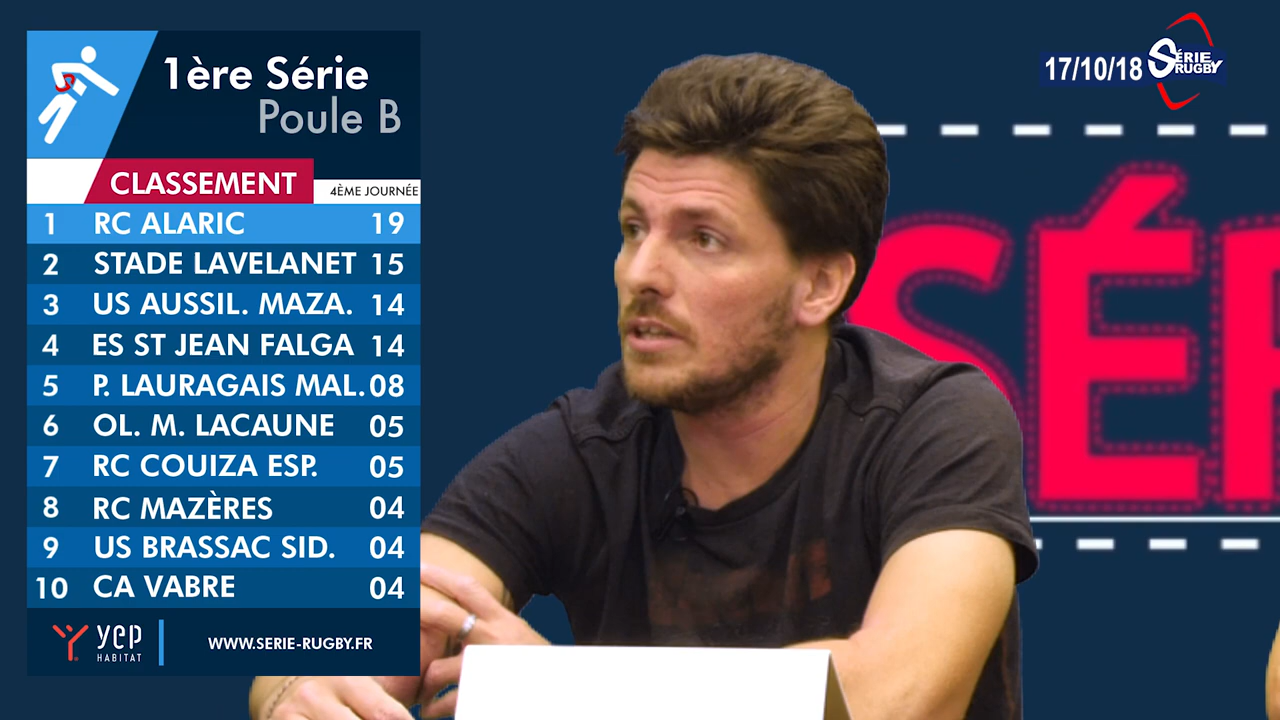 1ère Série
Poule B
CLASSEMENT
4ÈME JOURNÉE
1 RC ALARIC 19
2 STADE LAVELANET 15
3 US AUSSIL. MAZA. 14
4 ES ST JEAN FALGA 14
5 P. LAURAGAIS MAL. 08
6 OL. M. LACAUNE 05
7 RC COUIZA ESP. 05
8 RC MAZÈRES 04
9 US BRASSAC SID. 04
10 CA VABRE 04
yep
HABITAT
WWW.SERIE-RUGBY.FR
17/10/18
SÉRIE
RUGBY
SÉR